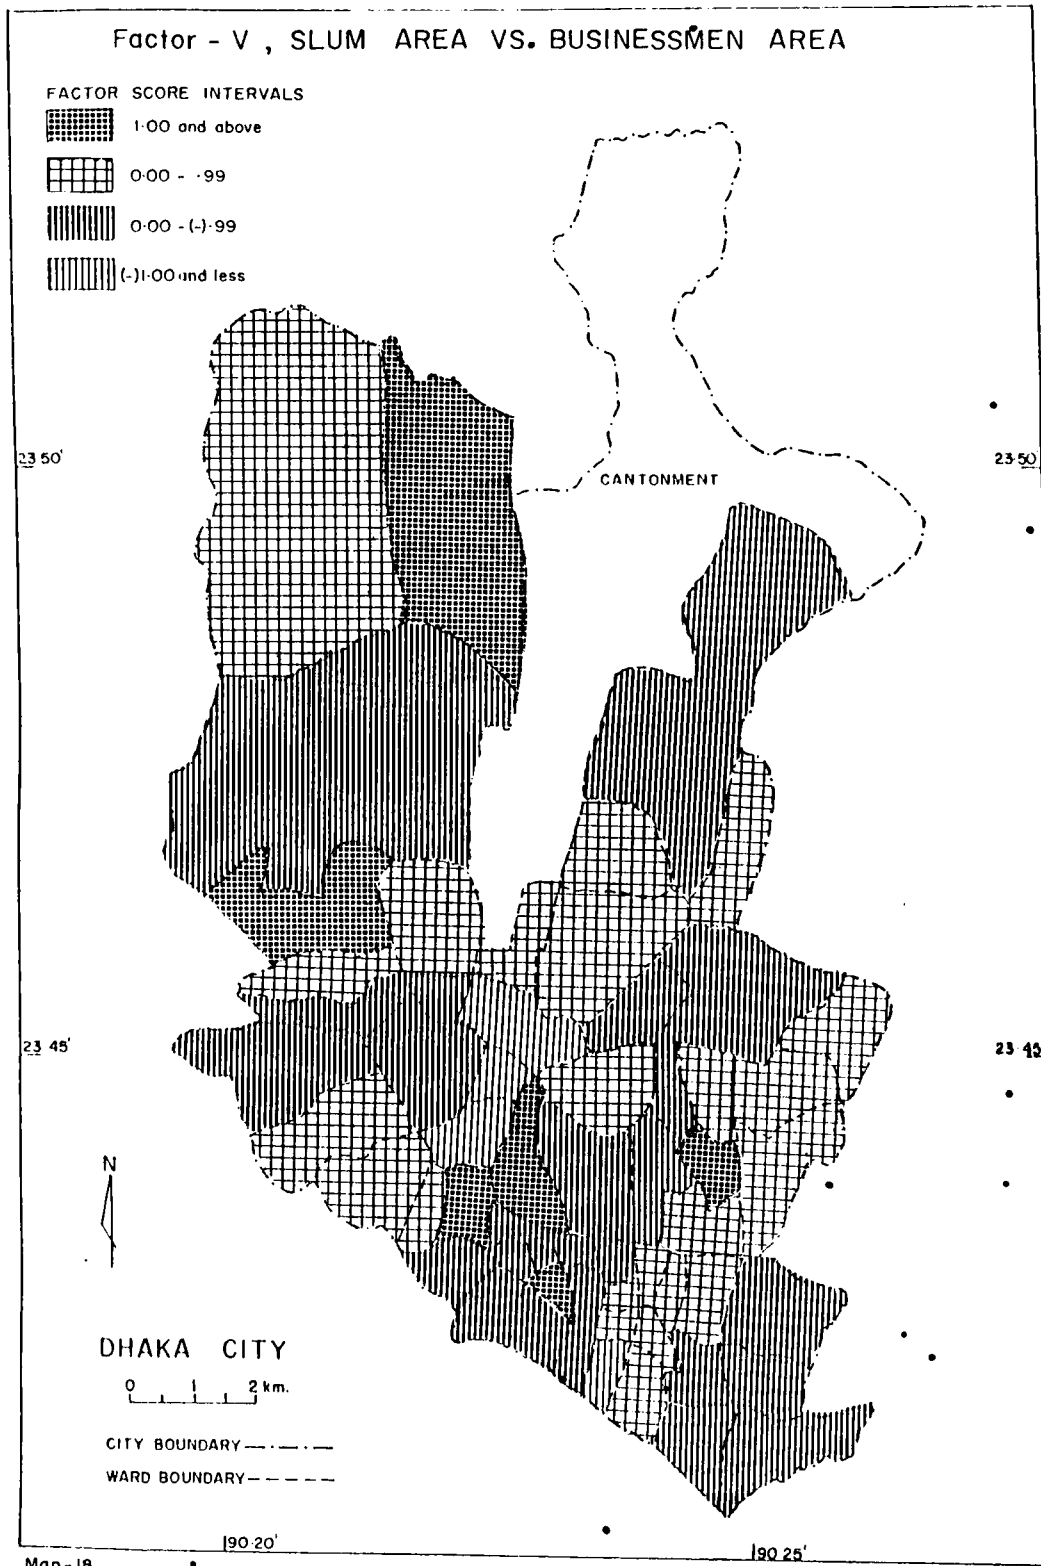 Factor - V , SLUM AREA VS. BUSINESSMEN AREA
FACTOR SCORE INTERVALS
1·00 and above
0·00 - ·99
0·00 - (-)·99
(-)1·00 and less
23 50'
23 50'
CANTONMENT
23 45'
23 45
N
DHAKA CITY
0 1 2 km.
CITY BOUNDARY
WARD BOUNDARY
90 20'
90 25'
Map-18